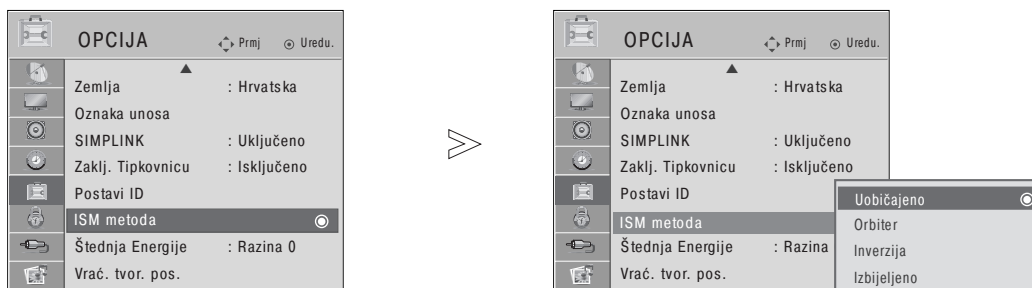 OPCIJA Prmj Uredu.
Zemlja : Hrvatska
Oznaka unosa
SIMPLINK : Uključeno
Zaklj. Tipkovnicu : Isključeno
Postavi ID
ISM metoda
Štednja Energije : Razina 0
Vrać. tvor. pos.
OPCIJA Prmj Uredu.
Zemlja : Hrvatska
Oznaka unosa
SIMPLINK : Uključeno
Zaklj. Tipkovnicu : Isključeno
Postavi ID
ISM metoda
Štednja Energije : Razina
Vrać. tvor. pos.
Uobičajeno
Orbiter
Inverzija
Izbijeljeno